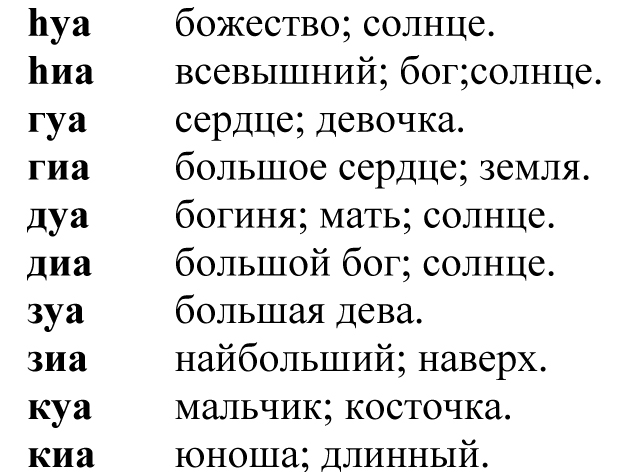 hуа божество; солнце.
hиа всевышний; бог;солнце.
гуа сердце; девочка.
гиа большое сердце; земля.
дуа богиня; мать; солнце.
диа большой бог; солнце.
зуа большая дева.
зиа найбольший; наверх.
куа мальчик; косточка.
киа юноша; длинный.